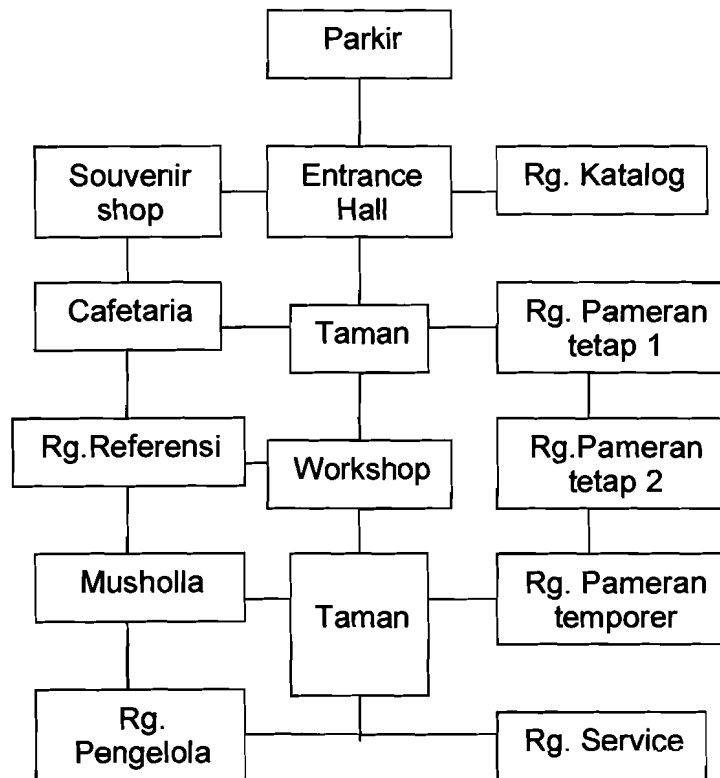 Parkir
Souvenir
shop
Entrance
Hall
Rg. Katalog
Cafetaria
Taman
Rg. Pameran
tetap 1
Rg.Referensi
Workshop
Rg.Pameran
tetap 2
Musholla
Taman
Rg. Pameran
temporer
Rg.
Pengelola
Rg. Service